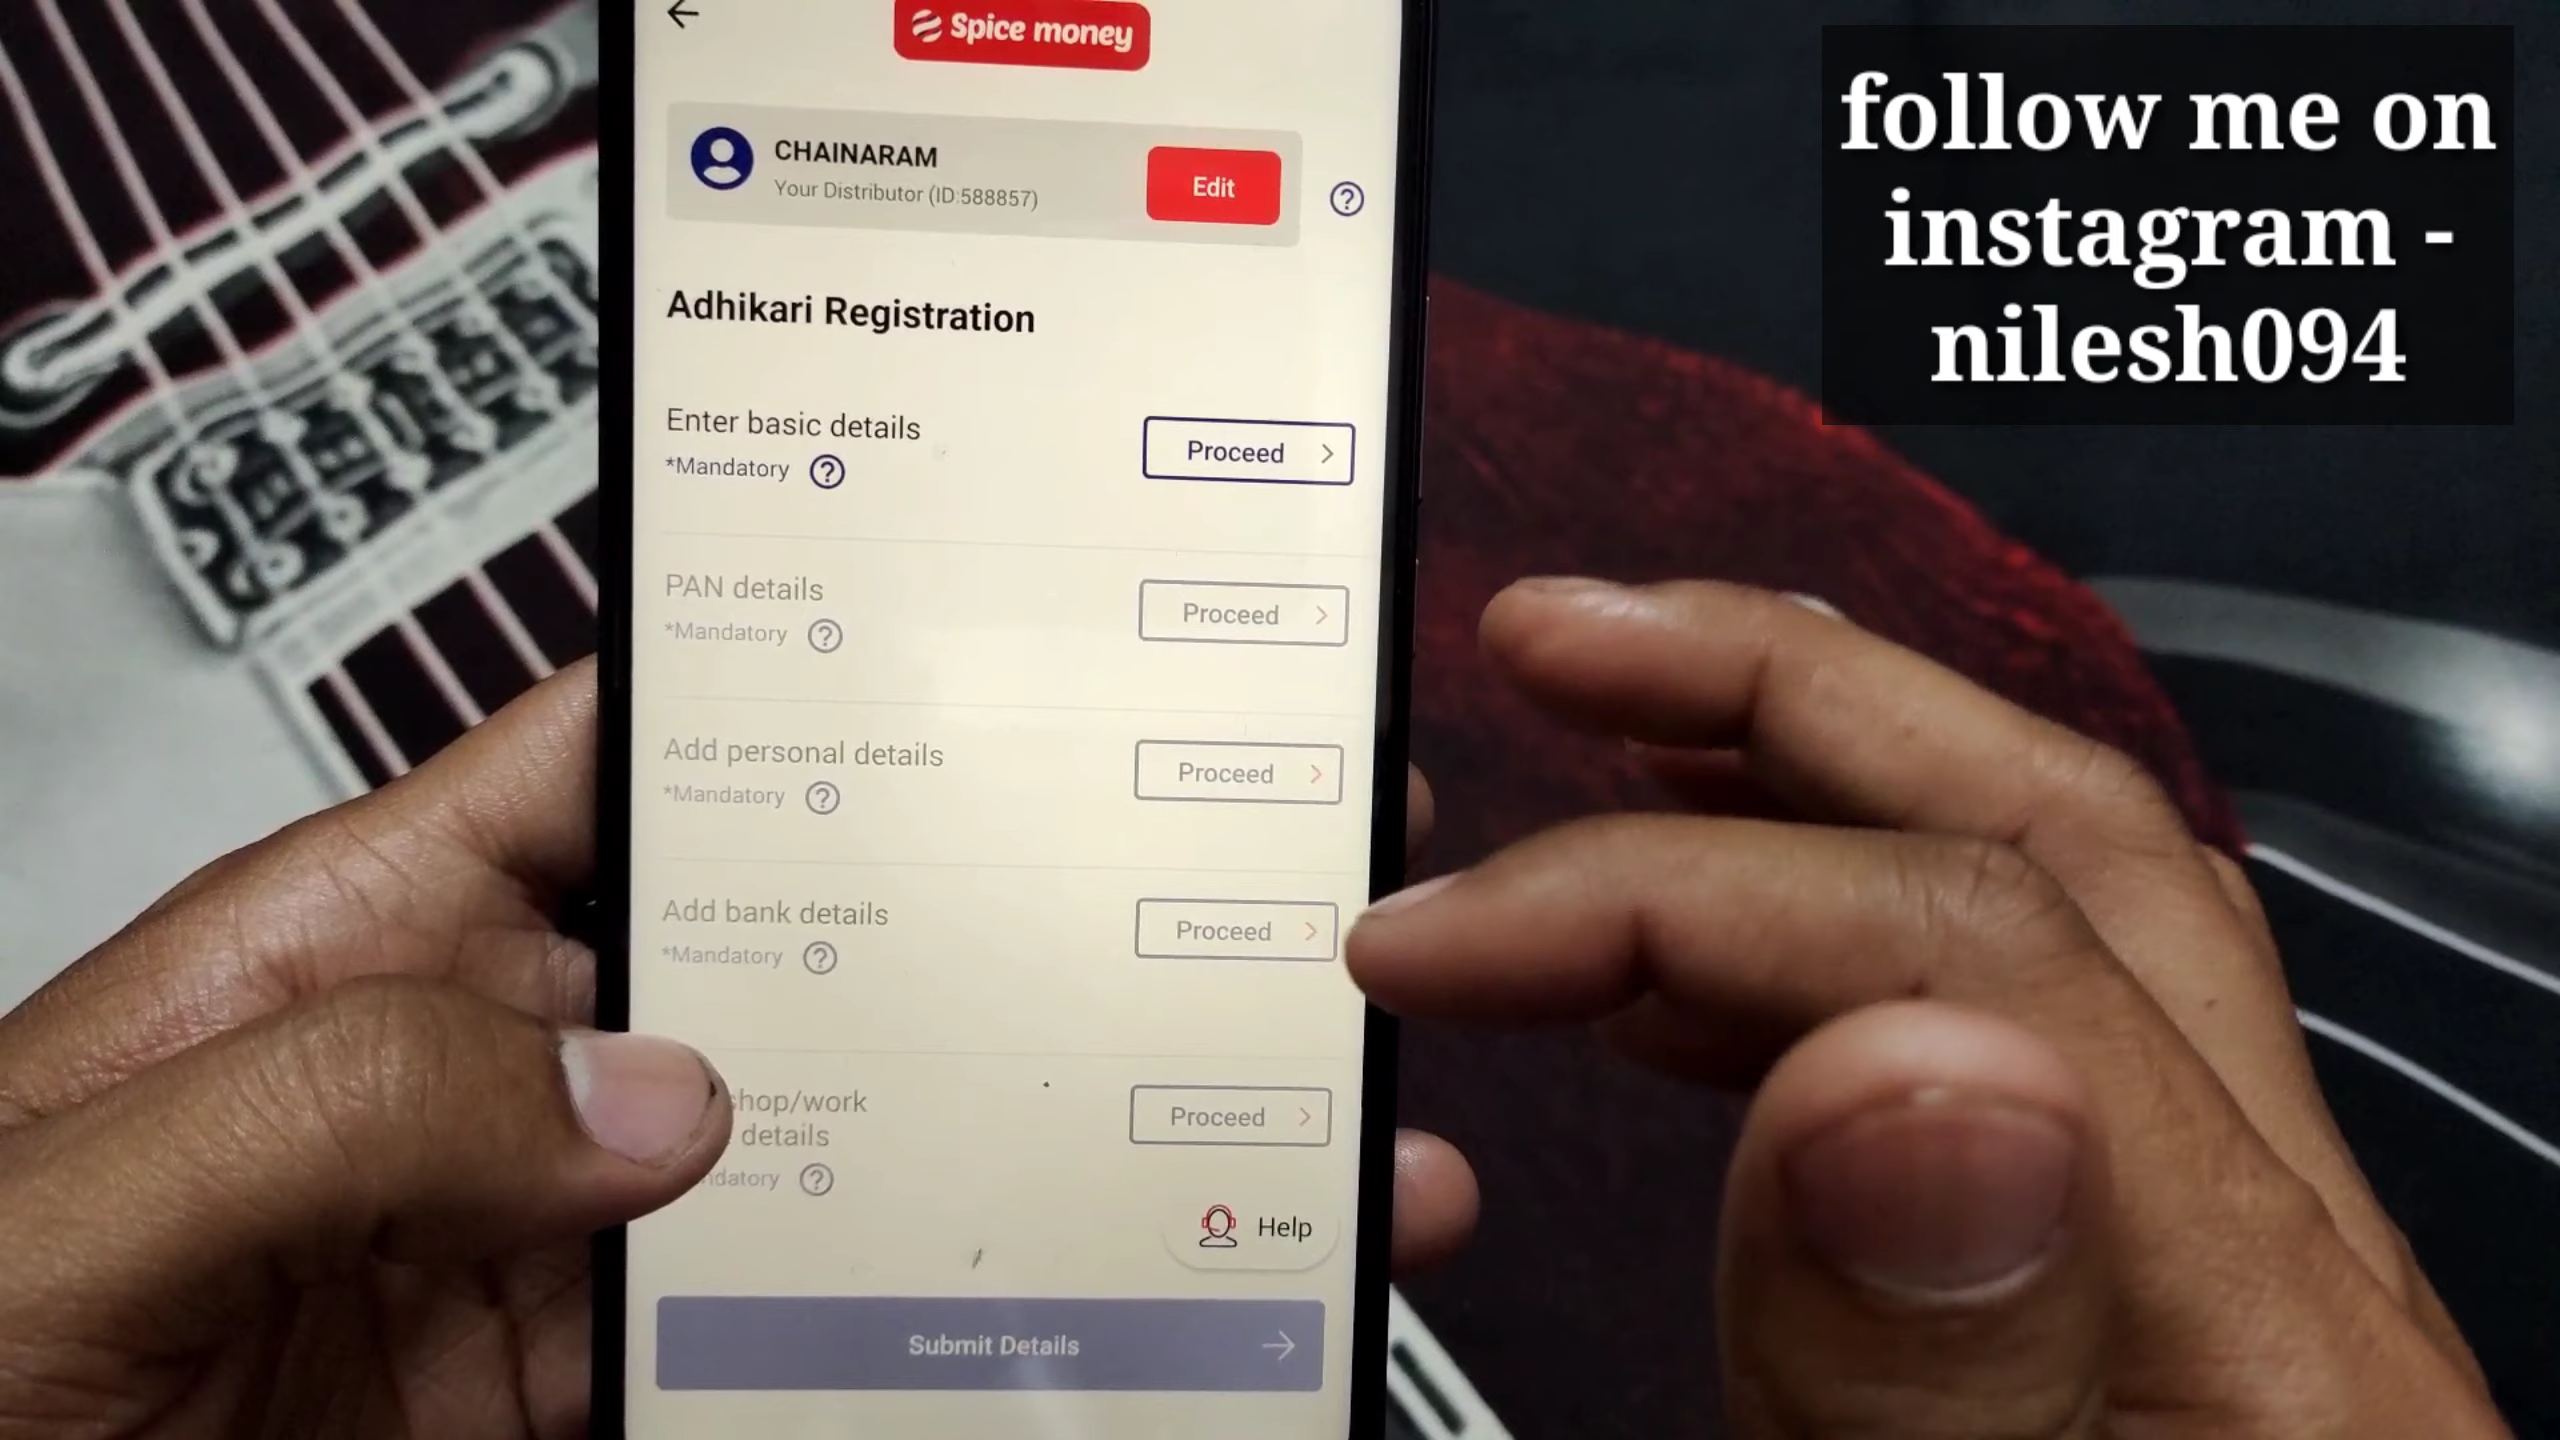 Spice money
CHAINARAM
Your Distributor (ID:588857)
Edit
Adhikari Registration
Enter basic details
*Mandatory
Proceed
PAN details
*Mandatory
Proceed
Add personal details
*Mandatory
Proceed
Add bank details
*Mandatory
Proceed
hop/work
details
datory
Proceed
Help
Submit Details
follow me on
instagram -
nilesh094